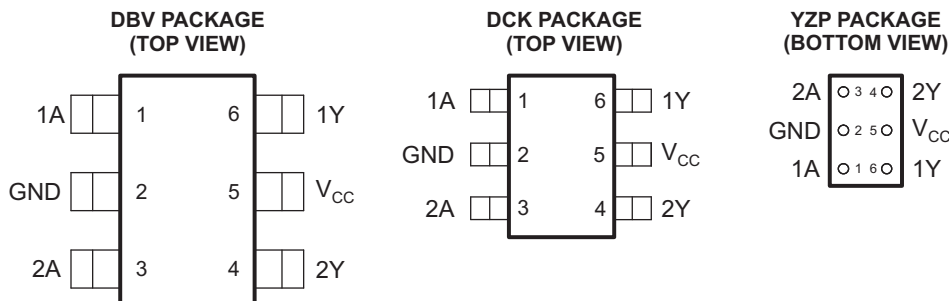 DBV PACKAGE
(TOP VIEW)
1A 1 6 1Y
GND 2 5 VCC
2A 3 4 2Y
DCK PACKAGE
(TOP VIEW)
1A 1 6 1Y
GND 2 5 VCC
2A 3 4 2Y
YZP PACKAGE
(BOTTOM VIEW)
2A 3 4 2Y
GND 2 5 VCC
1A 1 6 1Y